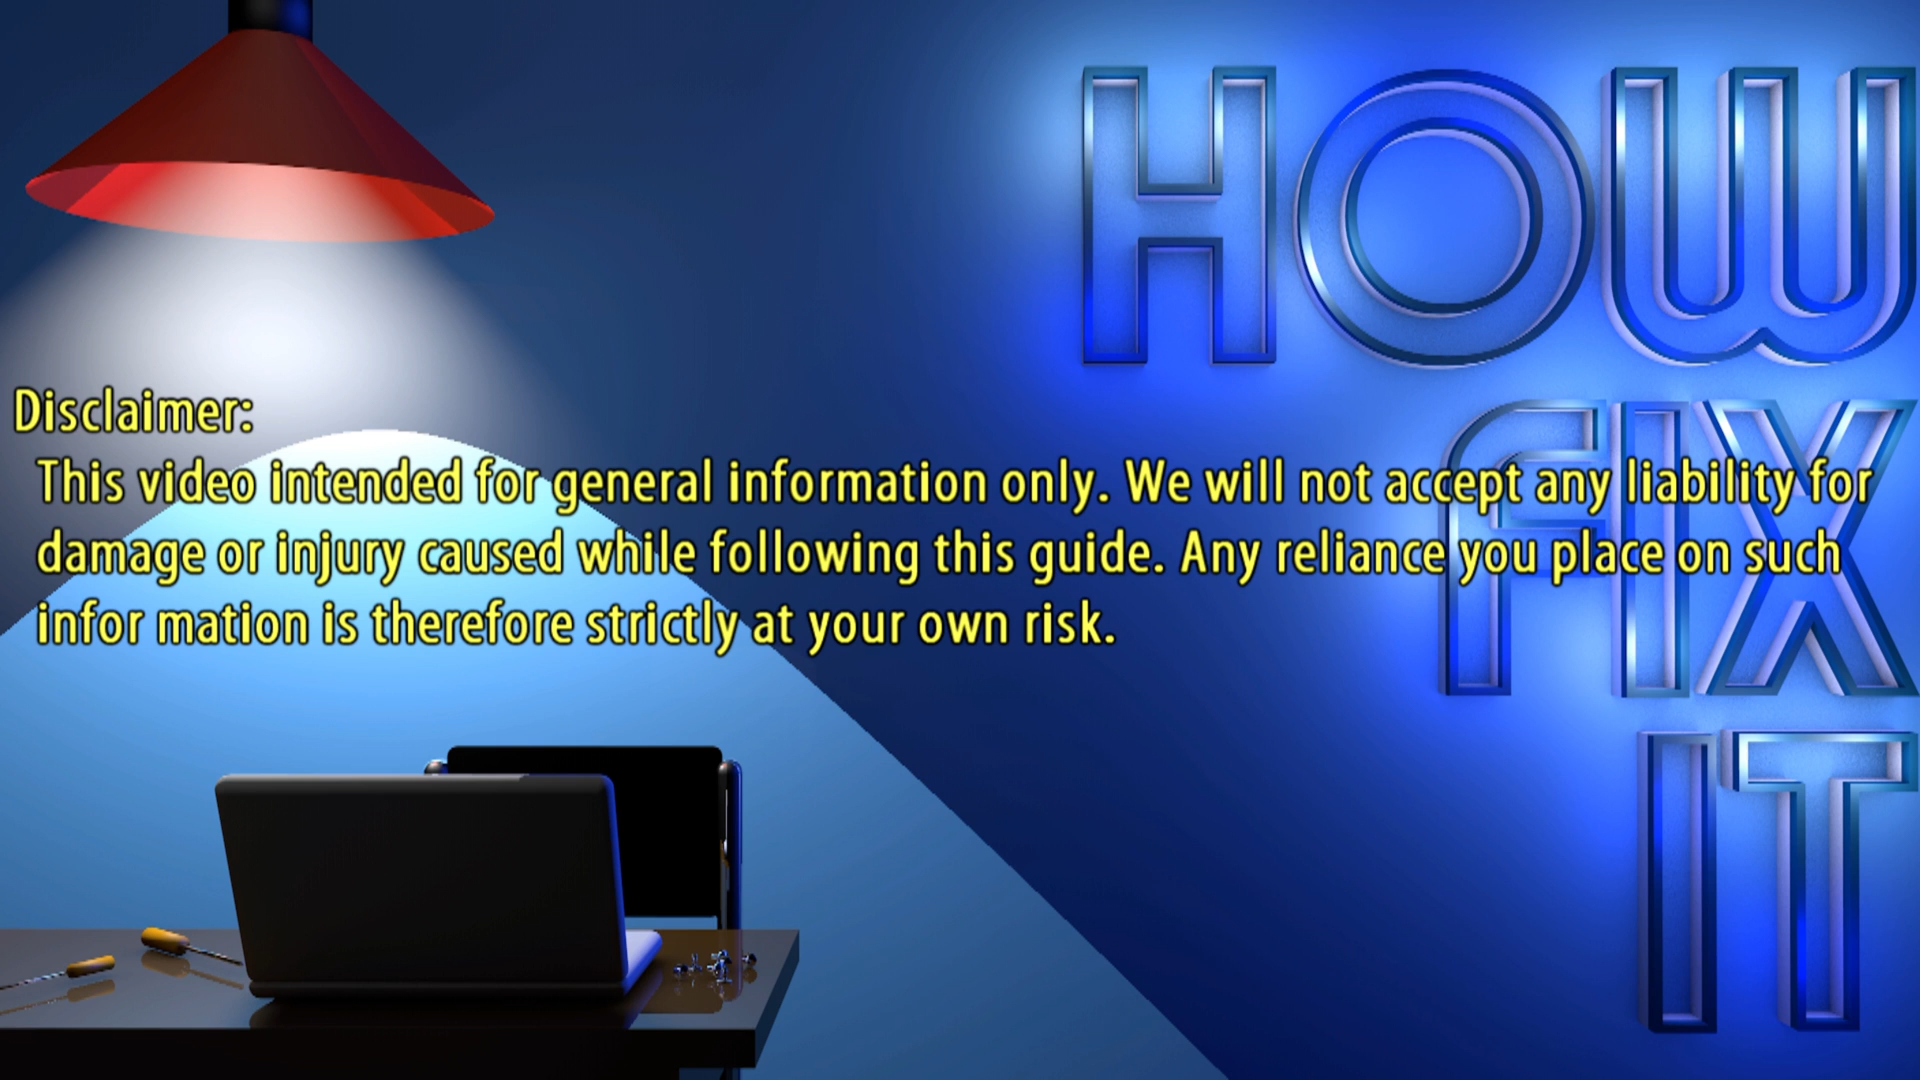 HOW
FIX
IT
Disclaimer:
This video intended for general information only. We will not accept any liability for
damage or injury caused while following this guide. Any reliance you place on such
infor mation is therefore strictly at your own risk.